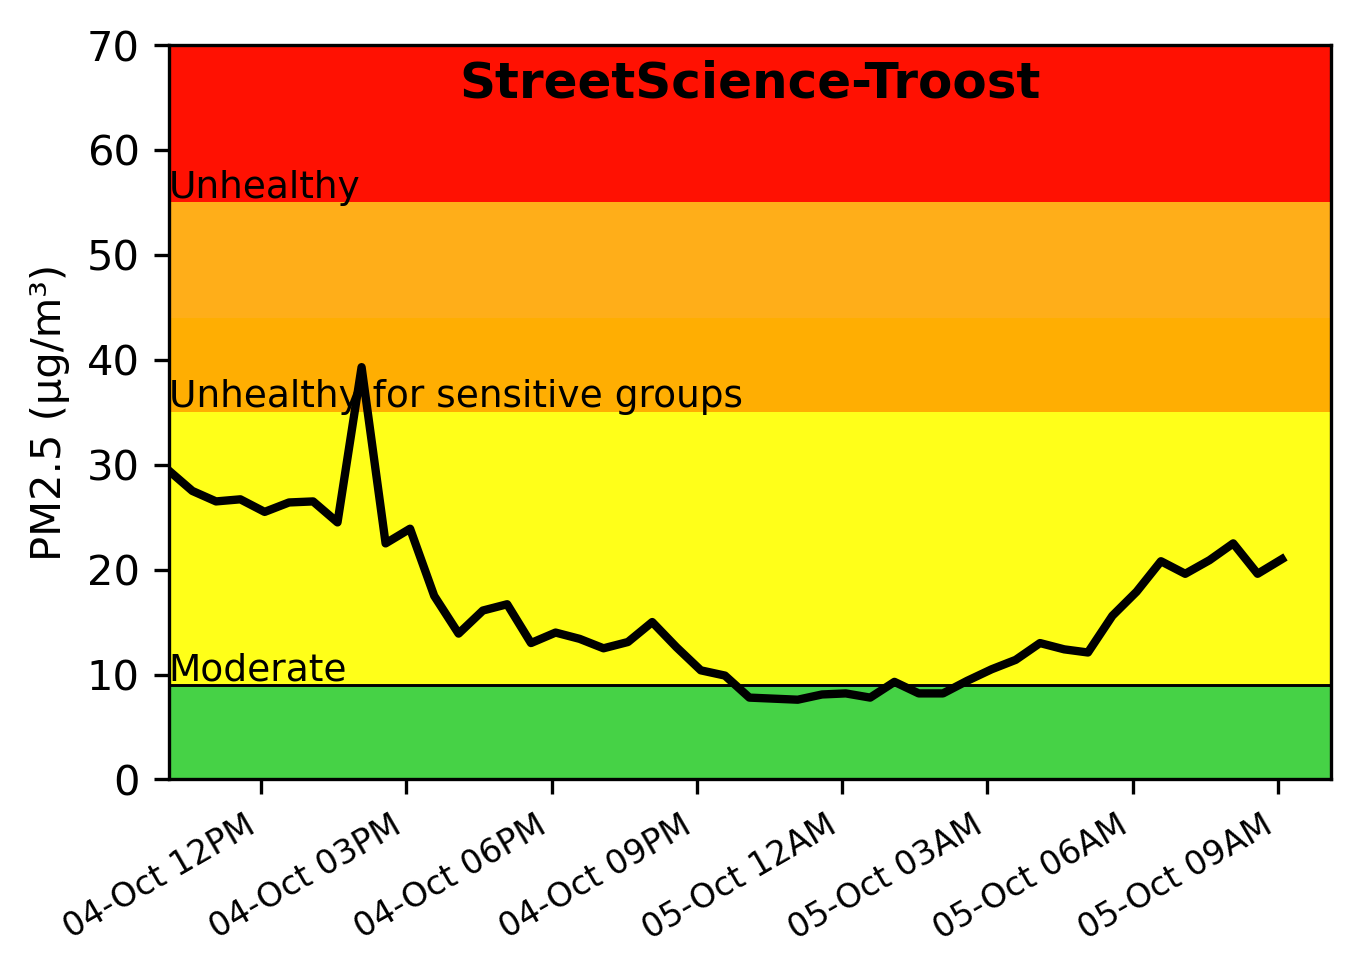 StreetScience-Troost
70
60
50
40
30
20
10
0
PM2.5 (µg/m³)
Unhealthy
Unhealthy for sensitive groups
Moderate
04-Oct 12PM
04-Oct 03PM
04-Oct 06PM
04-Oct 09PM
05-Oct 12AM
05-Oct 03AM
05-Oct 06AM
05-Oct 09AM